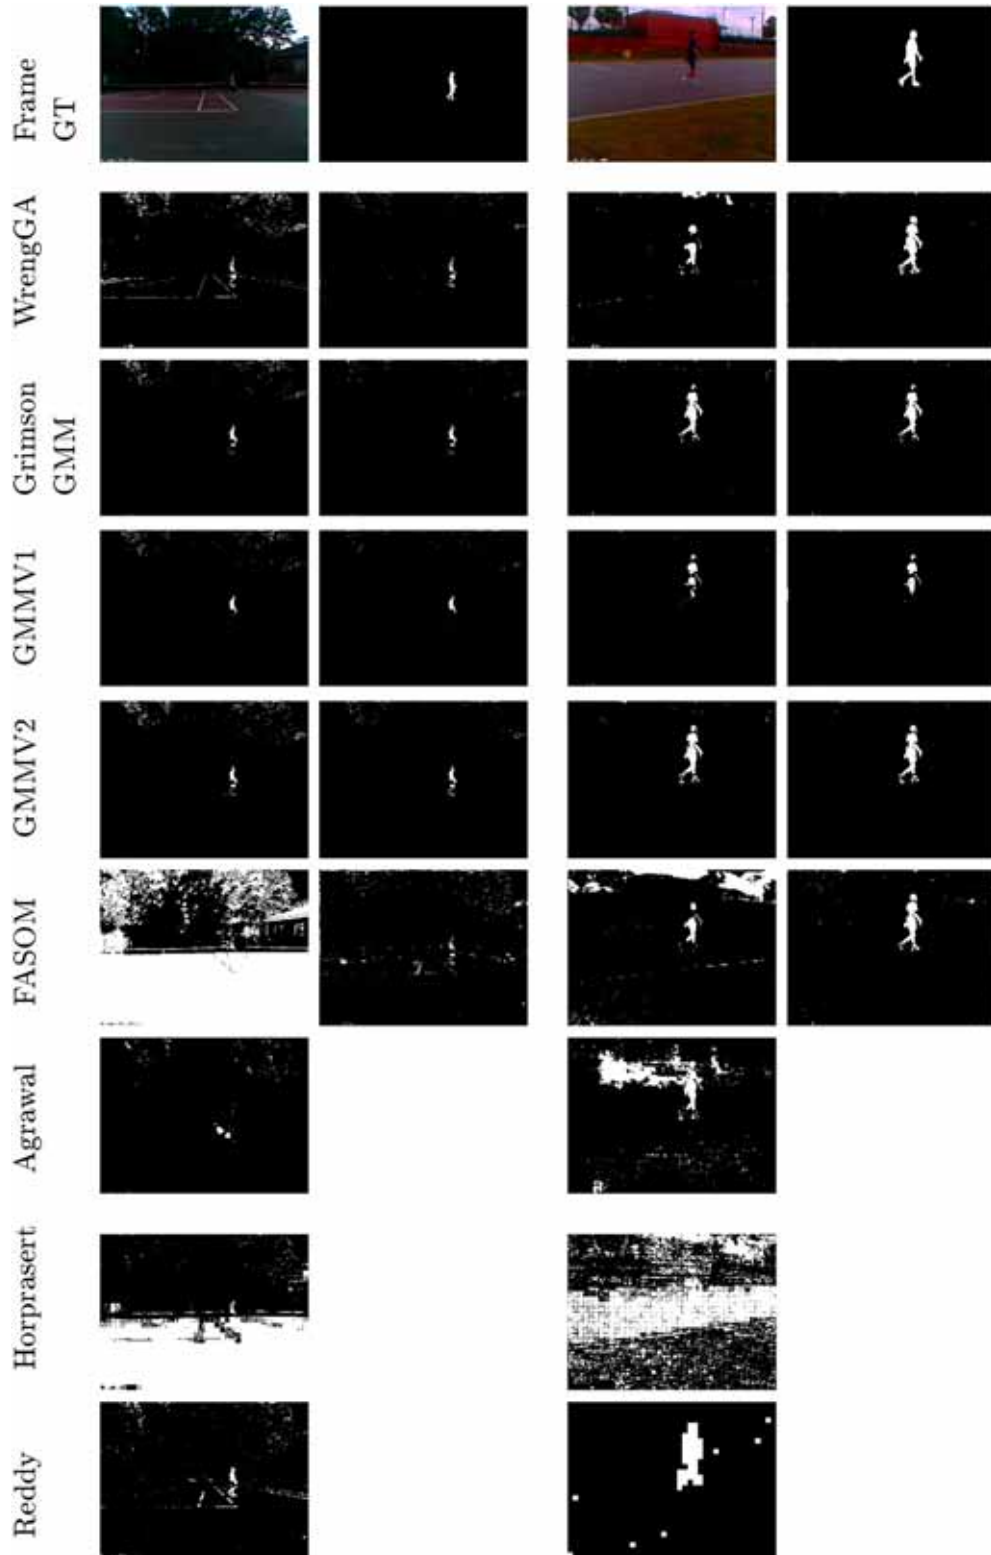 Frame
GT
WrengGA
Grimson
GMM
GMMV1
GMMV2
FASOM
Agrawal
Horprasert
Reddy